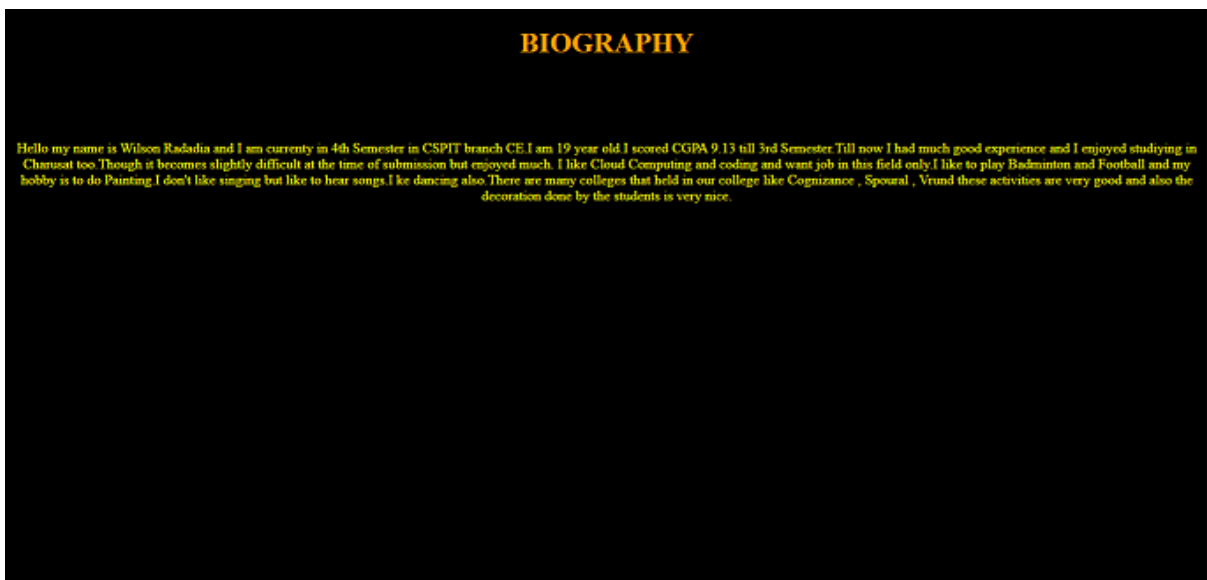 BIOGRAPHY
Hello my name is Wilson Radadia and I am currenty in 4th Semester in CSPIT branch CE.I am 19 year old.I scored CGPA 9.13 till 3rd Semester.Till now I had much good experience and I enjoyed studiying in
Charusat too.Though it becomes slightly difficult at the time of submission but enjoyed much. I like Cloud Computing and coding and want job in this field only.I like to play Badminton and Football and my
hobby is to do Painting.I don't like singing but like to hear songs.I ke dancing also.There are many colleges that held in our college like Cognizance , Spoural , Vrund these activities are very good and also the
decoration done by the students is very nice.